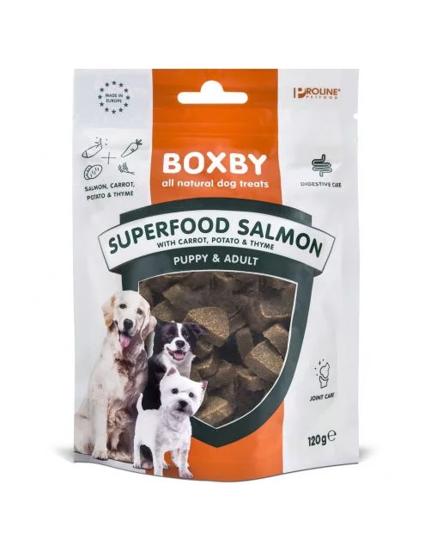 MADE IN
EUROPE
PROLINE®
PETFOOD
BOXBY
all natural dog treats
SALMON, CARROT,
POTATO & THYME
DIGESTIVE CARE
SUPERFOOD SALMON
WITH CARROT, POTATO & THYME
PUPPY & ADULT
JOINT CARE
120g e